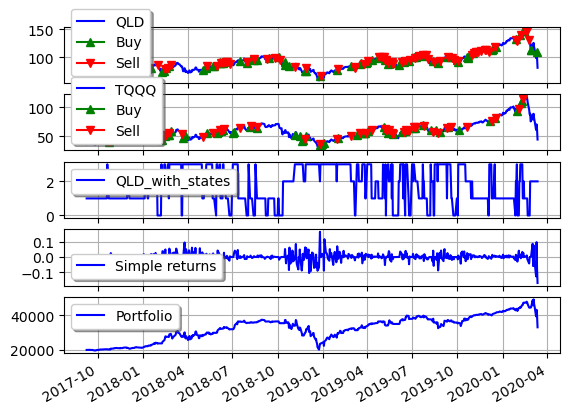 QLD
Buy
Sell
150
100
TQQQ
Buy
Sell
100
50
QLD_with_states
2
0
Simple returns
0.1
0.0
−0.1
Portfolio
40000
20000
2017-10
2018-01
2018-04
2018-07
2018-10
2019-01
2019-04
2019-07
2019-10
2020-01
2020-04